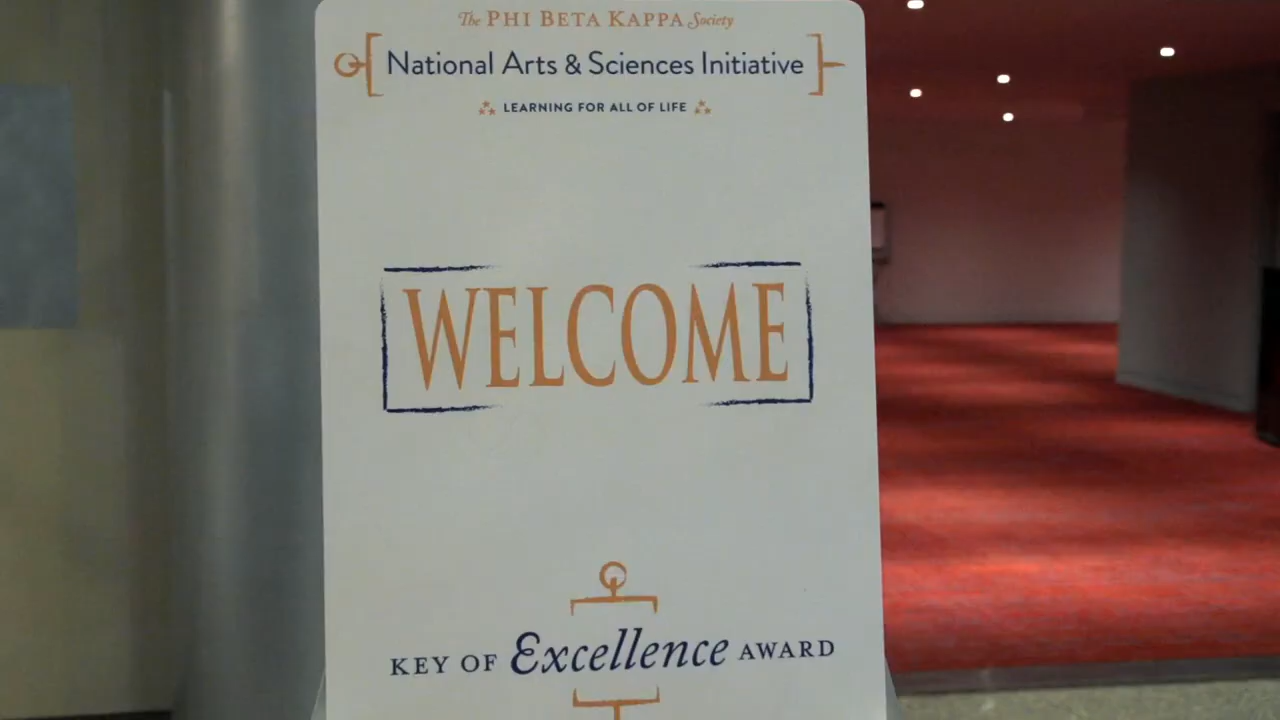 The PHI BETA KAPPA Society
National Arts & Sciences Initiative
LEARNING FOR ALL OF LIFE
WELCOME
KEY OF Excellence AWARD